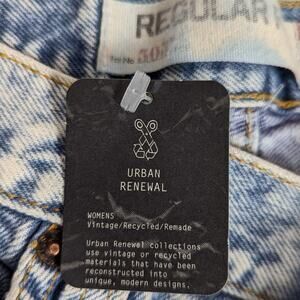 REGULAR
URBAN
RENEWAL
WOMENS
Vintage/Recycled/Remade
Urban Renewal collections
use vintage or recycled
materials that have been
reconstructed into
unique, modern designs.